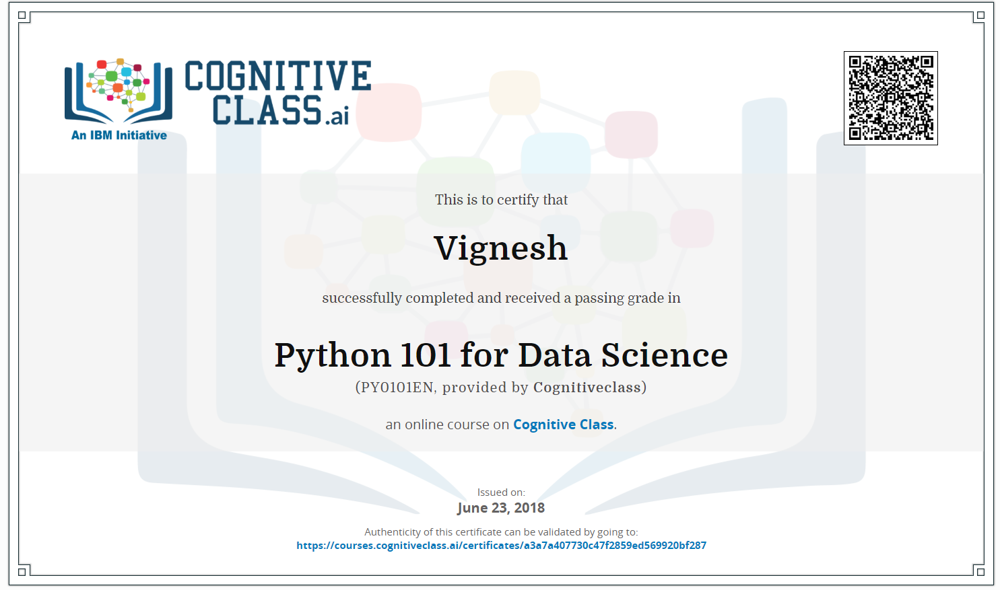 COGNITIVE
CLASS.ai
An IBM Initiative
This is to certify that
Vignesh
successfully completed and received a passing grade in
Python 101 for Data Science
(PY0101EN, provided by Cognitiveclass)
an online course on Cognitive Class.
Issued on:
June 23, 2018
Authenticity of this certificate can be validated by going to:
https://courses.cognitiveclass.ai/certificates/a3a7a407730c47f2859ed569920bf287